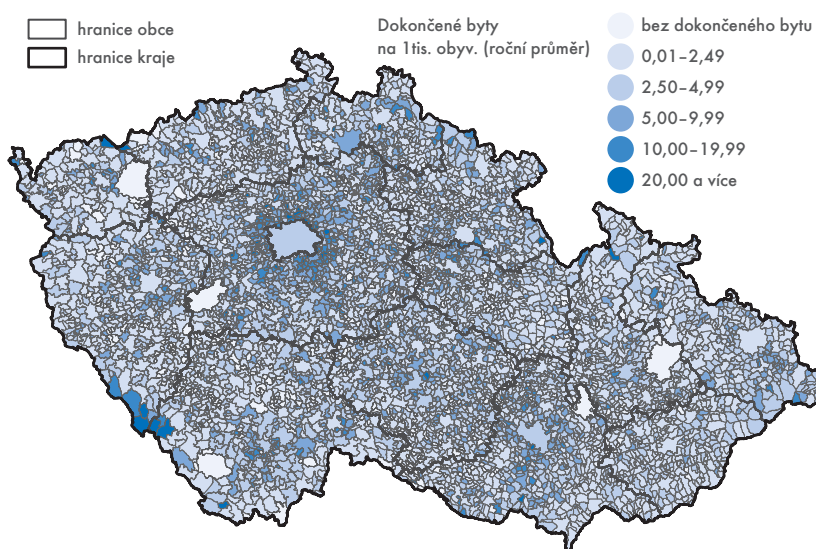 hranice obce
hranice kraje
Dokončené byty
na 1tis. obyv. (roční průměr)
bez dokončeného bytu
0,01–2,49
2,50–4,99
5,00–9,99
10,00–19,99
20,00 a více